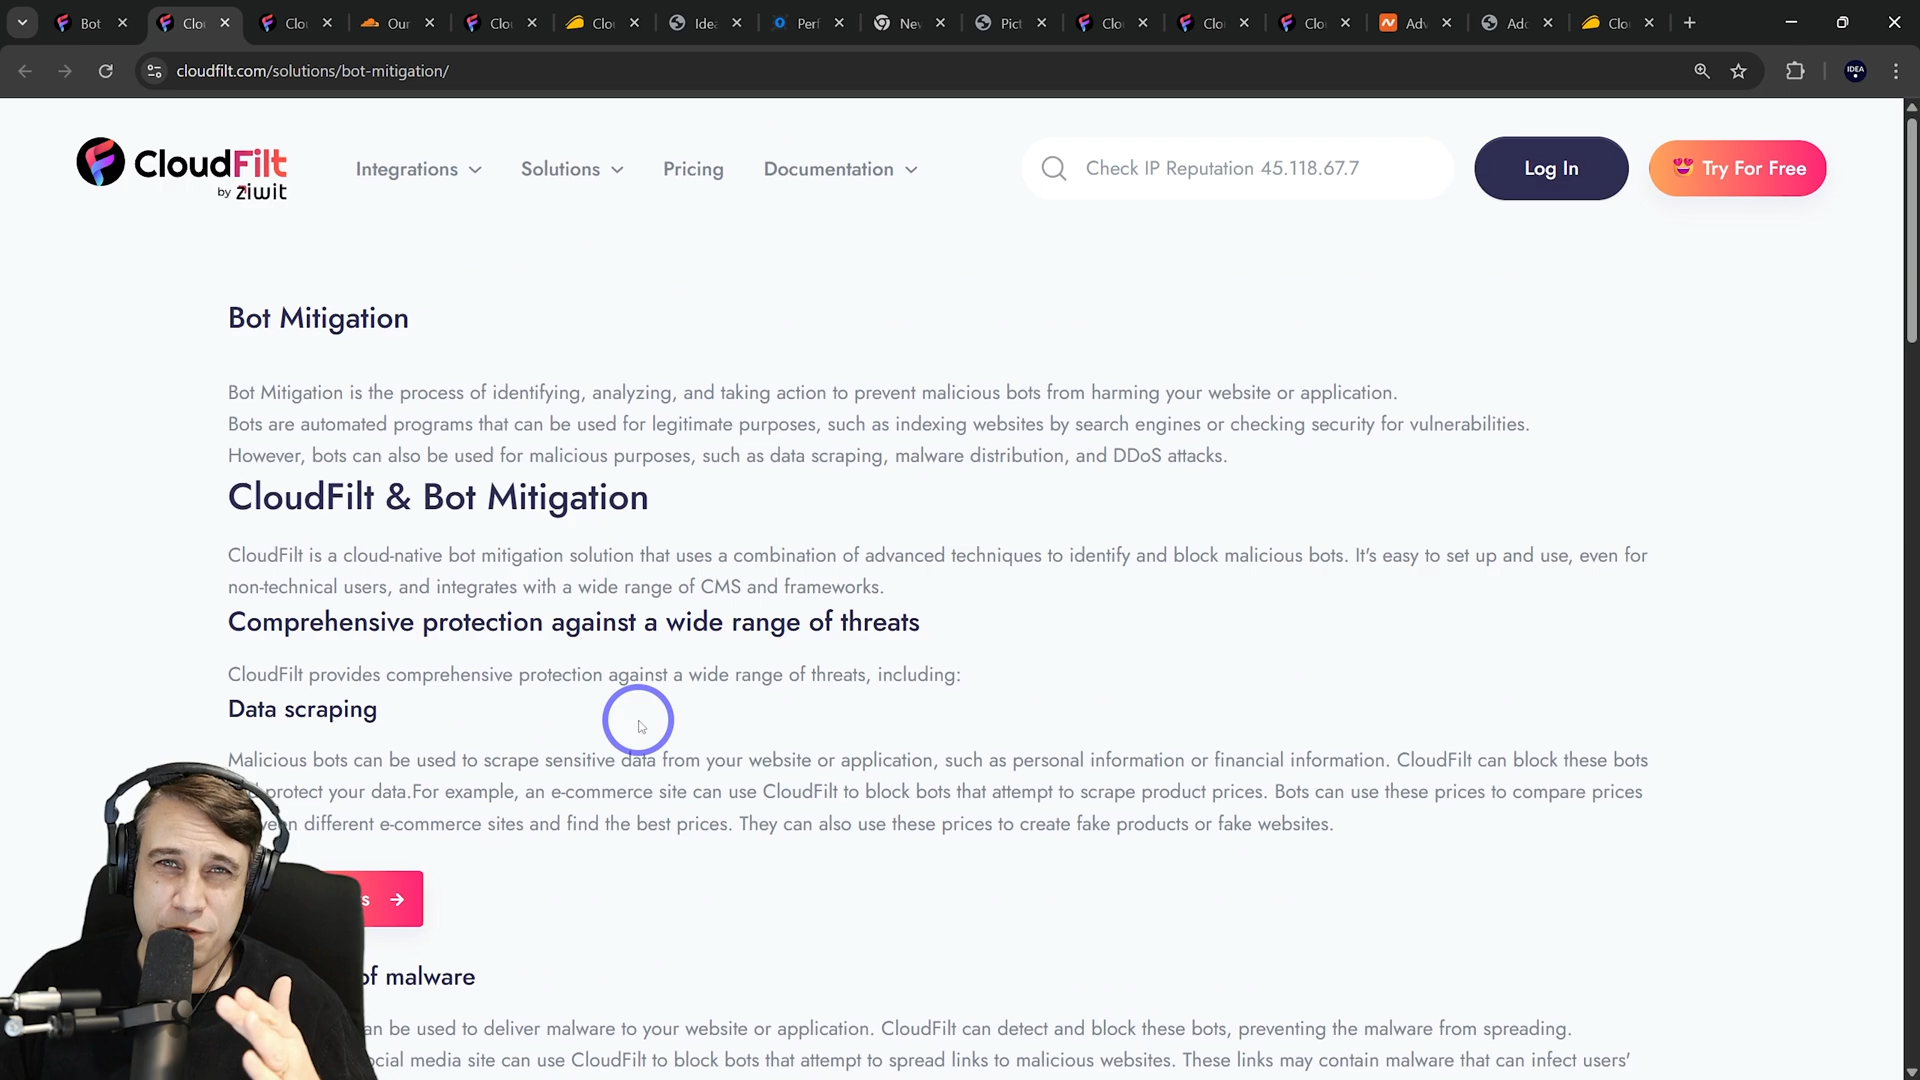 Bot
Clo
Clo
Our
Clo
Clo
Idea
Perf
Nev
Pict
Clo
Clo
Clo
Adv
Add
Clo
cloudfilt.com/solutions/bot-mitigation/
IDEA
CloudFilt
by ziwit
Integrations
Solutions
Pricing
Documentation
Check IP Reputation 45.118.67.7
Log In
Try For Free
Bot Mitigation
Bot Mitigation is the process of identifying, analyzing, and taking action to prevent malicious bots from harming your website or application.
Bots are automated programs that can be used for legitimate purposes, such as indexing websites by search engines or checking security for vulnerabilities.
However, bots can also be used for malicious purposes, such as data scraping, malware distribution, and DDoS attacks.
CloudFilt & Bot Mitigation
CloudFilt is a cloud-native bot mitigation solution that uses a combination of advanced techniques to identify and block malicious bots. It's easy to set up and use, even for
non-technical users, and integrates with a wide range of CMS and frameworks.
Comprehensive protection against a wide range of threats
CloudFilt provides comprehensive protection against a wide range of threats, including:
Data scraping
Malicious bots can be used to scrape sensitive data from your website or application, such as personal information or financial information. CloudFilt can block these bots
protect your data.For example, an e-commerce site can use CloudFilt to block bots that attempt to scrape product prices. Bots can use these prices to compare prices
different e-commerce sites and find the best prices. They can also use these prices to create fake products or fake websites.
s
of malware
an be used to deliver malware to your website or application. CloudFilt can detect and block these bots, preventing the malware from spreading.
ocial media site can use CloudFilt to block bots that attempt to spread links to malicious websites. These links may contain malware that can infect users'